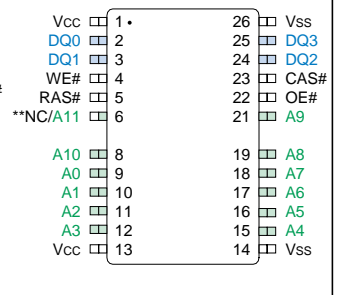 Vcc 1 • 26 Vss
DQ0 2 25 DQ3
DQ1 3 24 DQ2
WE# 4 23 CAS#
RAS# 5 22 OE#
**NC/A11 6 21 A9
A10 8 19 A8
A0 9 18 A7
A1 10 17 A6
A2 11 16 A5
A3 12 15 A4
Vcc 13 14 Vss